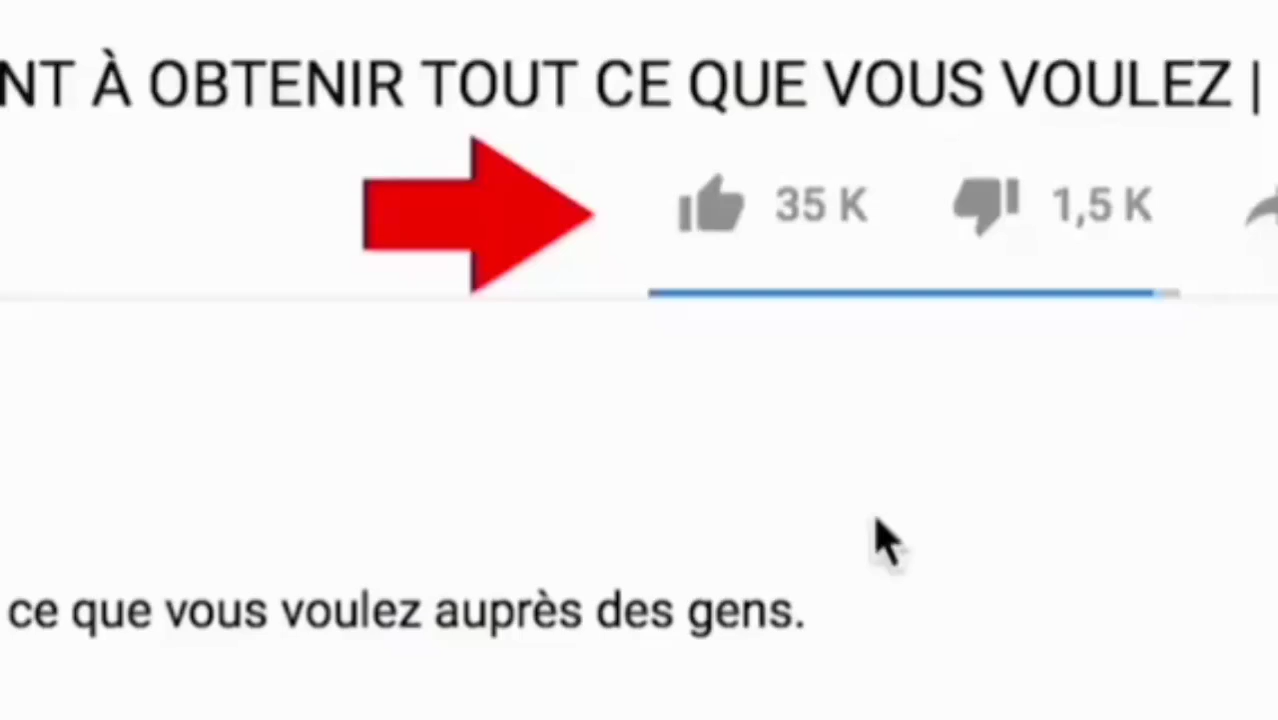 NT À OBTENIR TOUT CE QUE VOUS VOULEZ |
35 K 1,5 K
ce que vous voulez auprès des gens.